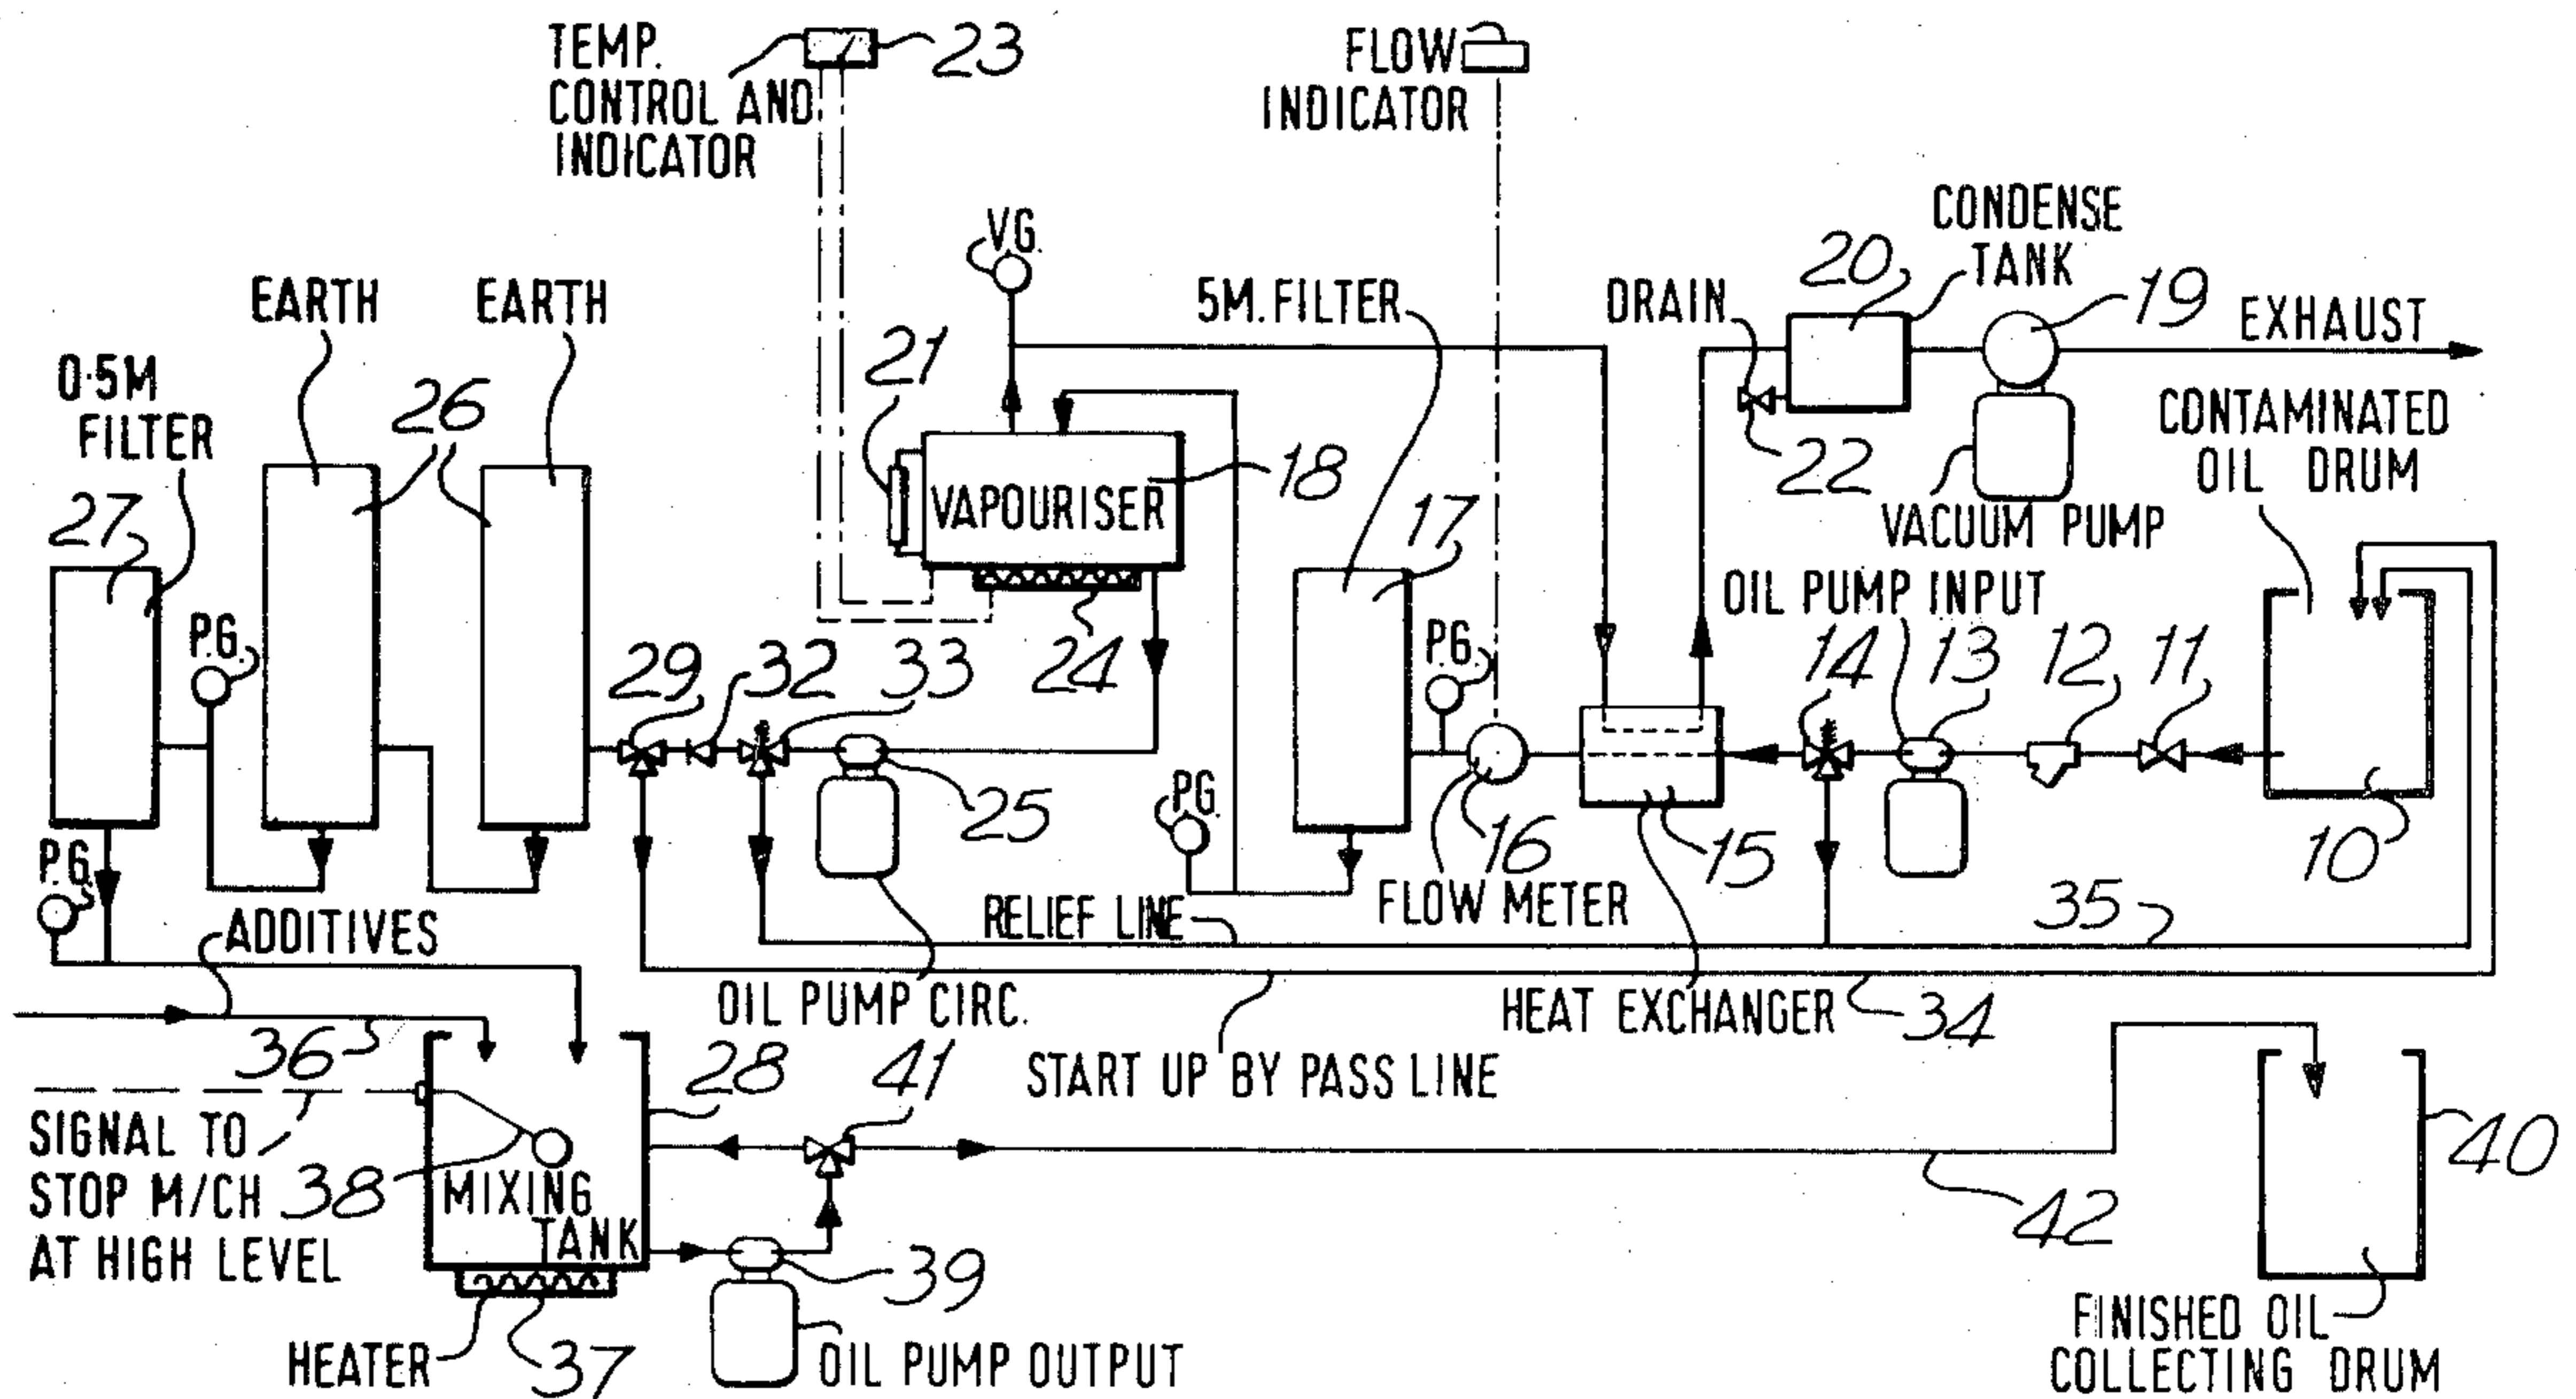 TEMP.
CONTROL AND
INDICATOR
23
FLOW
INDICATOR
V.G.
EARTH
EARTH
0.5M
FILTER
26
27
21
VAPOURISER
18
5M. FILTER
17
DRAIN
20
CONDENSE
TANK
19
EXHAUST
22
VACUUM PUMP
CONTAMINATED
OIL DRUM
OIL PUMP INPUT
P.G.
29
32
33
24
P.G.
14
13
12
11
25
P.G.
16
15
10
P.G.
FLOW METER
RELIEF LINE
35
ADDITIVES
OIL PUMP CIRC.
HEAT EXCHANGER
34
36
START UP BY PASS LINE
28
41
SIGNAL TO
STOP M/CH
AT HIGH LEVEL
38
MIXING
TANK
39
42
40
HEATER
37
OIL PUMP OUTPUT
FINISHED OIL
COLLECTING DRUM